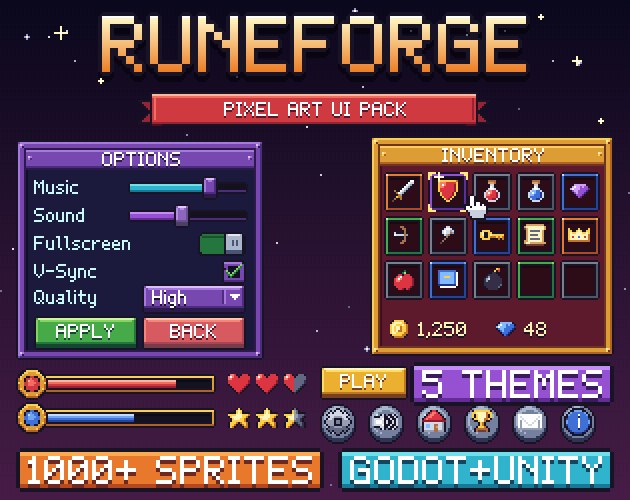 RUNEFORGE
PIXEL ART UI PACK
OPTIONS
Music
Sound
Fullscreen
V-Sync
Quality High
APPLY BACK
INVENTORY
1,250 48
PLAY
5 THEMES
i
1000+ SPRITES
GODOT+UNITY